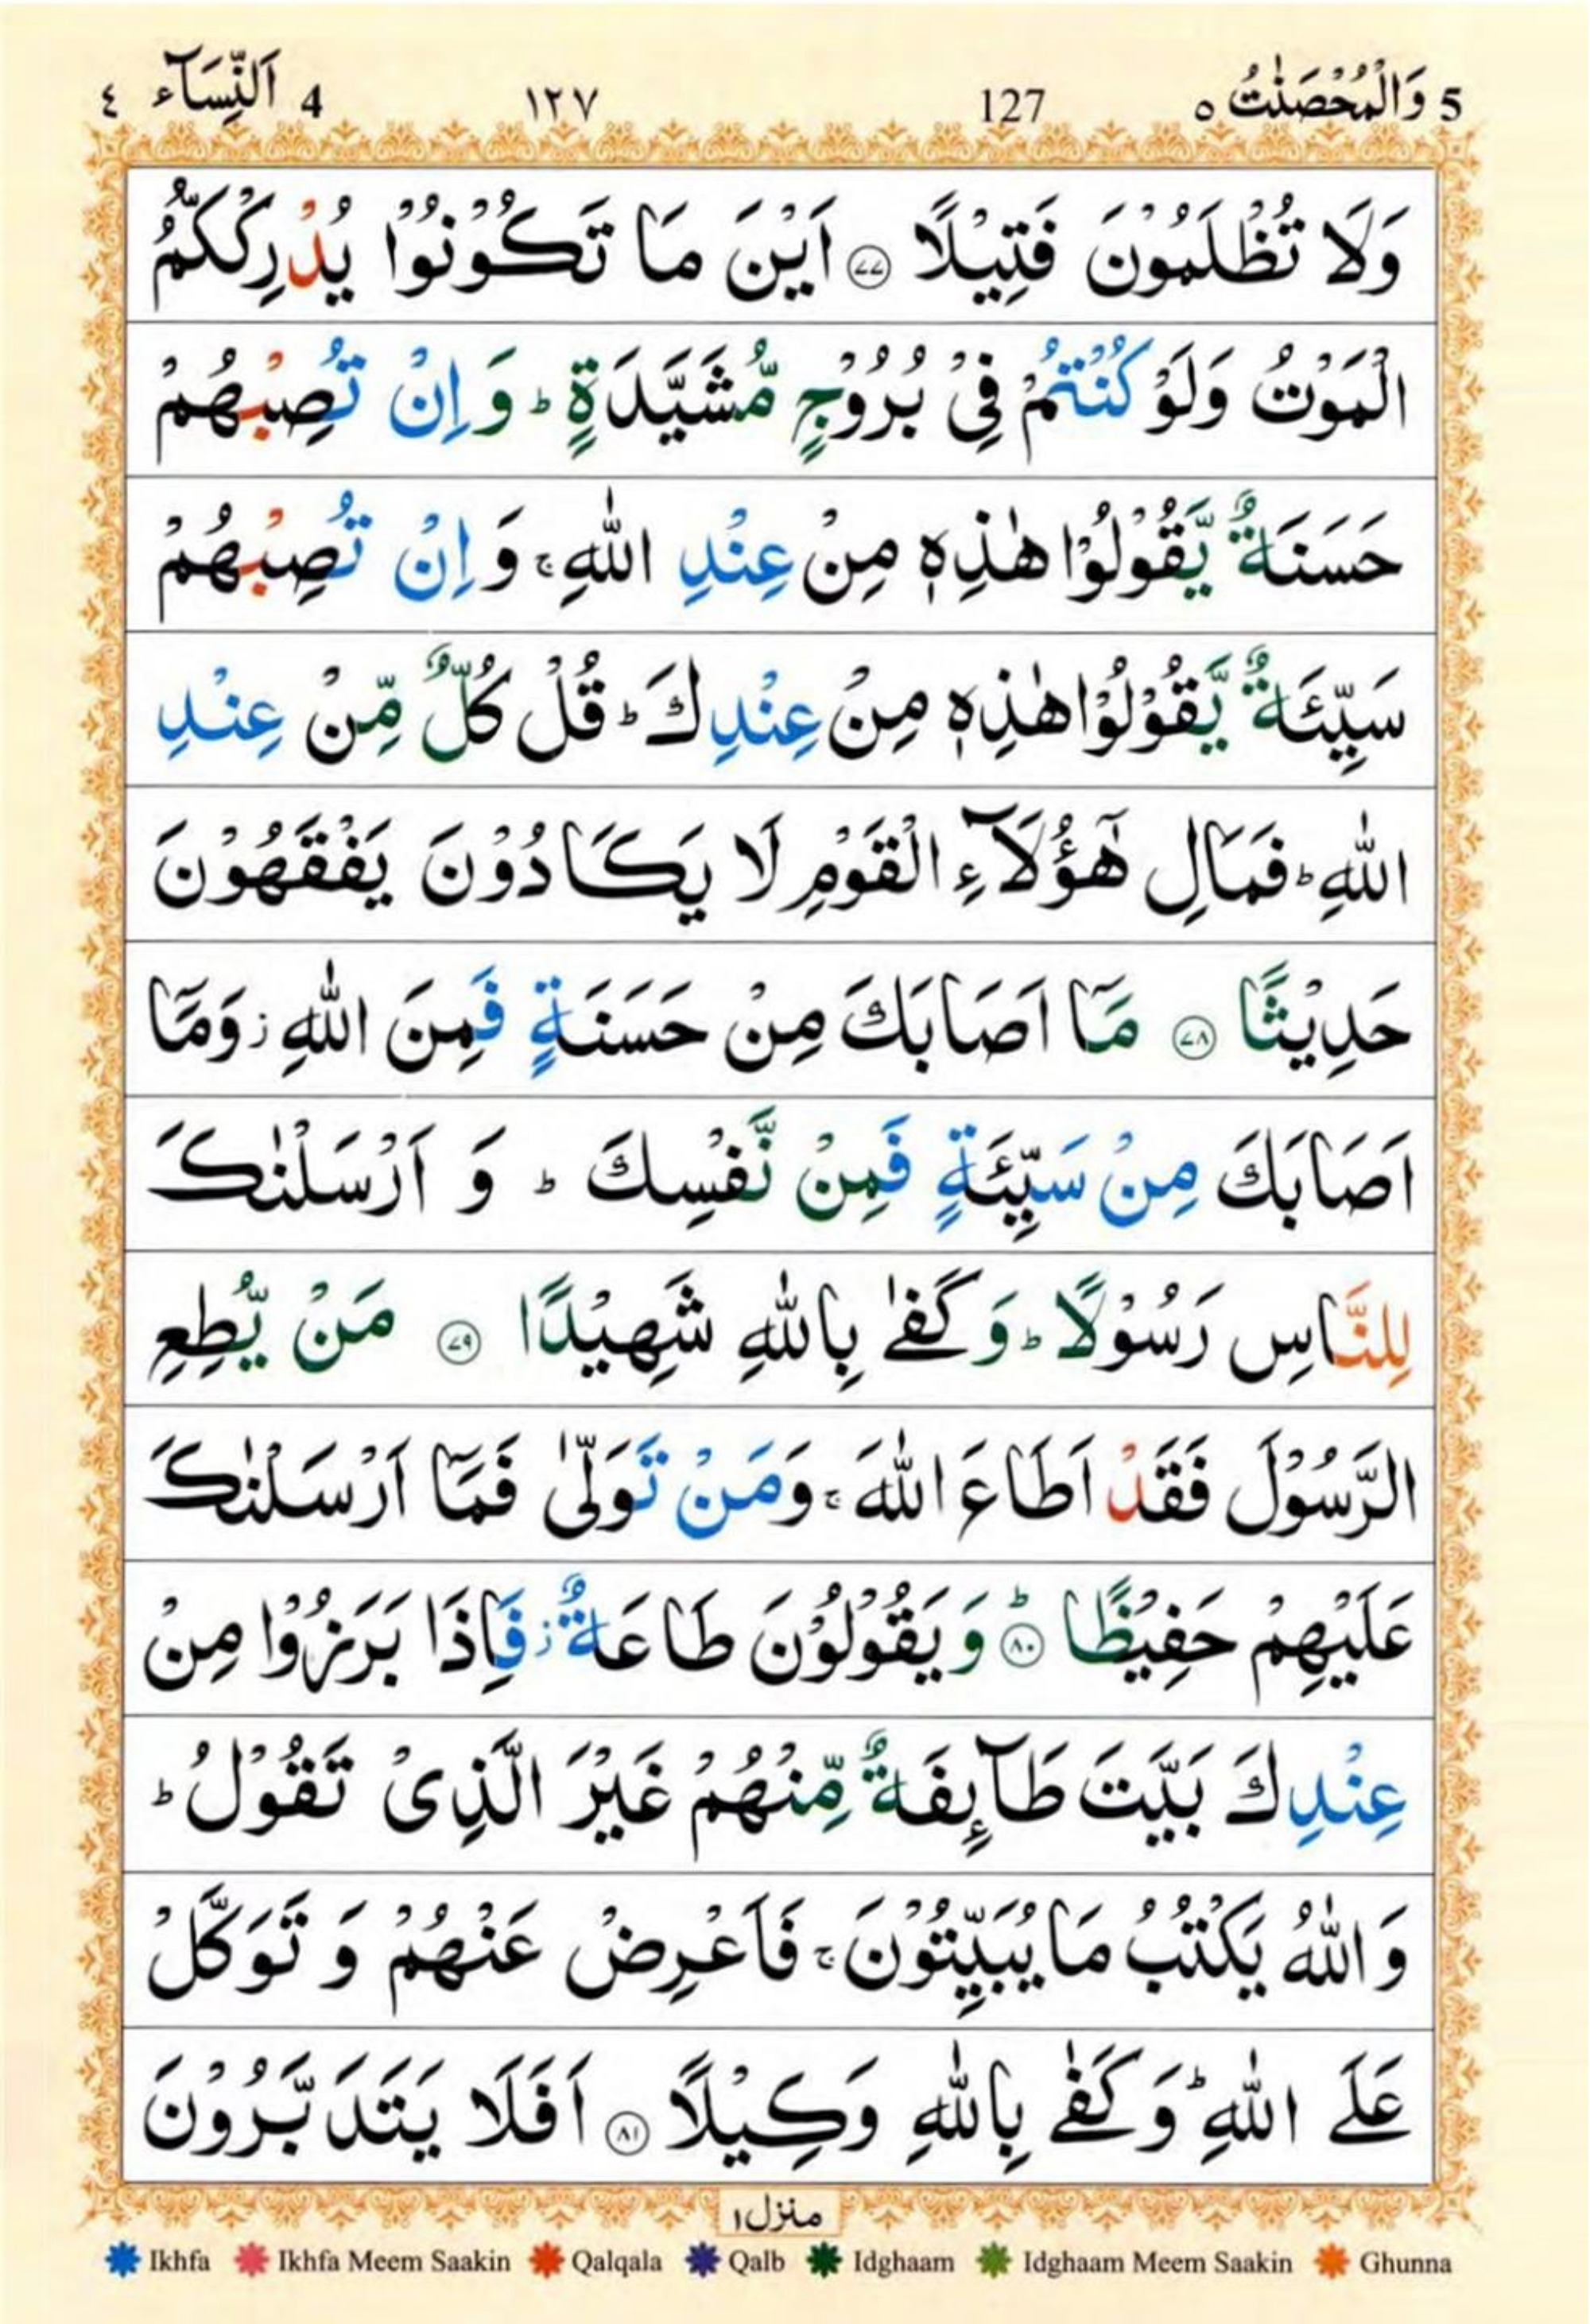 5 وَالْمُحْصَنٰتُ ٥ 127 ١٢٧ 4 اَلنِّسَآء ٤
وَلَا تُظْلَمُوْنَ فَتِيْلًا ۝٧٧ اَيْنَ مَا تَكُوْنُوْا يُدْرِكْكُّمُ
الْمَوْتُ وَلَوْ كُنْتُمْ فِيْ بُرُوْجٍ مُّشَيَّدَةٍ ؕ وَ اِنْ تُصِبْهُمْ
حَسَنَةٌ يَّقُوْلُوْا هٰذِهٖ مِنْ عِنْدِ اللّٰهِ ۚ وَ اِنْ تُصِبْهُمْ
سَيِّئَةٌ يَّقُوْلُوْا هٰذِهٖ مِنْ عِنْدِكَ ؕ قُلْ كُلٌّ مِّنْ عِنْدِ
اللّٰهِ ؕ فَمَالِ هٰٓؤُلَآءِ الْقَوْمِ لَا يَكَادُوْنَ يَفْقَهُوْنَ
حَدِيْثًا ۝٧٨ مَاۤ اَصَابَكَ مِنْ حَسَنَةٍ فَمِنَ اللّٰهِ ؗ وَمَاۤ
اَصَابَكَ مِنْ سَيِّئَةٍ فَمِنْ نَّفْسِكَ ؕ وَ اَرْسَلْنٰكَ
لِلنَّاسِ رَسُوْلًا ؕ وَ كَفٰى بِاللّٰهِ شَهِيْدًا ۝٧٩ مَنْ يُّطِعِ
الرَّسُوْلَ فَقَدْ اَطَاعَ اللّٰهَ ۚ وَمَنْ تَوَلّٰى فَمَاۤ اَرْسَلْنٰكَ
عَلَيْهِمْ حَفِيْظًا ۝٨٠ؕ وَ يَقُوْلُوْنَ طَاعَةٌ ؗ فَاِذَا بَرَزُوْا مِنْ
عِنْدِكَ بَيَّتَ طَآىِٕفَةٌ مِّنْهُمْ غَيْرَ الَّذِيْ تَقُوْلُ ؕ
وَ اللّٰهُ يَكْتُبُ مَا يُبَيِّتُوْنَ ۚ فَاَعْرِضْ عَنْهُمْ وَ تَوَكَّلْ
عَلَى اللّٰهِ ؕ وَ كَفٰى بِاللّٰهِ وَكِيْلًا ۝٨١ اَفَلَا يَتَدَبَّرُوْنَ
منزل ١
Ikhfa Ikhfa Meem Saakin Qalqala Qalb Idghaam Idghaam Meem Saakin Ghunna